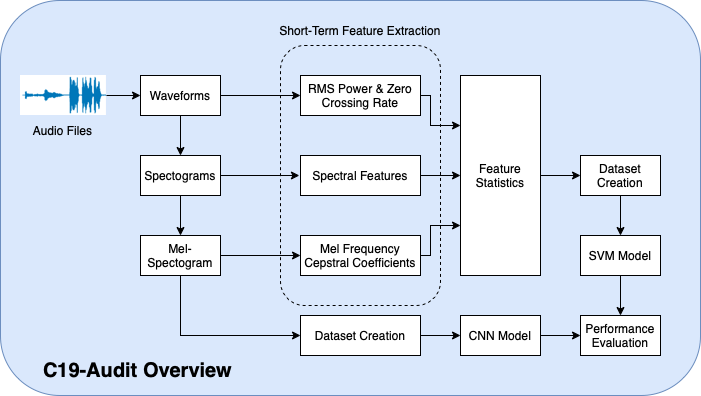 Short-Term Feature Extraction
Audio Files
Waveforms
RMS Power & Zero
Crossing Rate
Spectograms
Spectral Features
Feature
Statistics
Dataset
Creation
Mel-
Spectrogram
Mel Frequency
Cepstral Coefficients
SVM Model
Dataset Creation
CNN Model
Performance
Evaluation
C19-Audit Overview